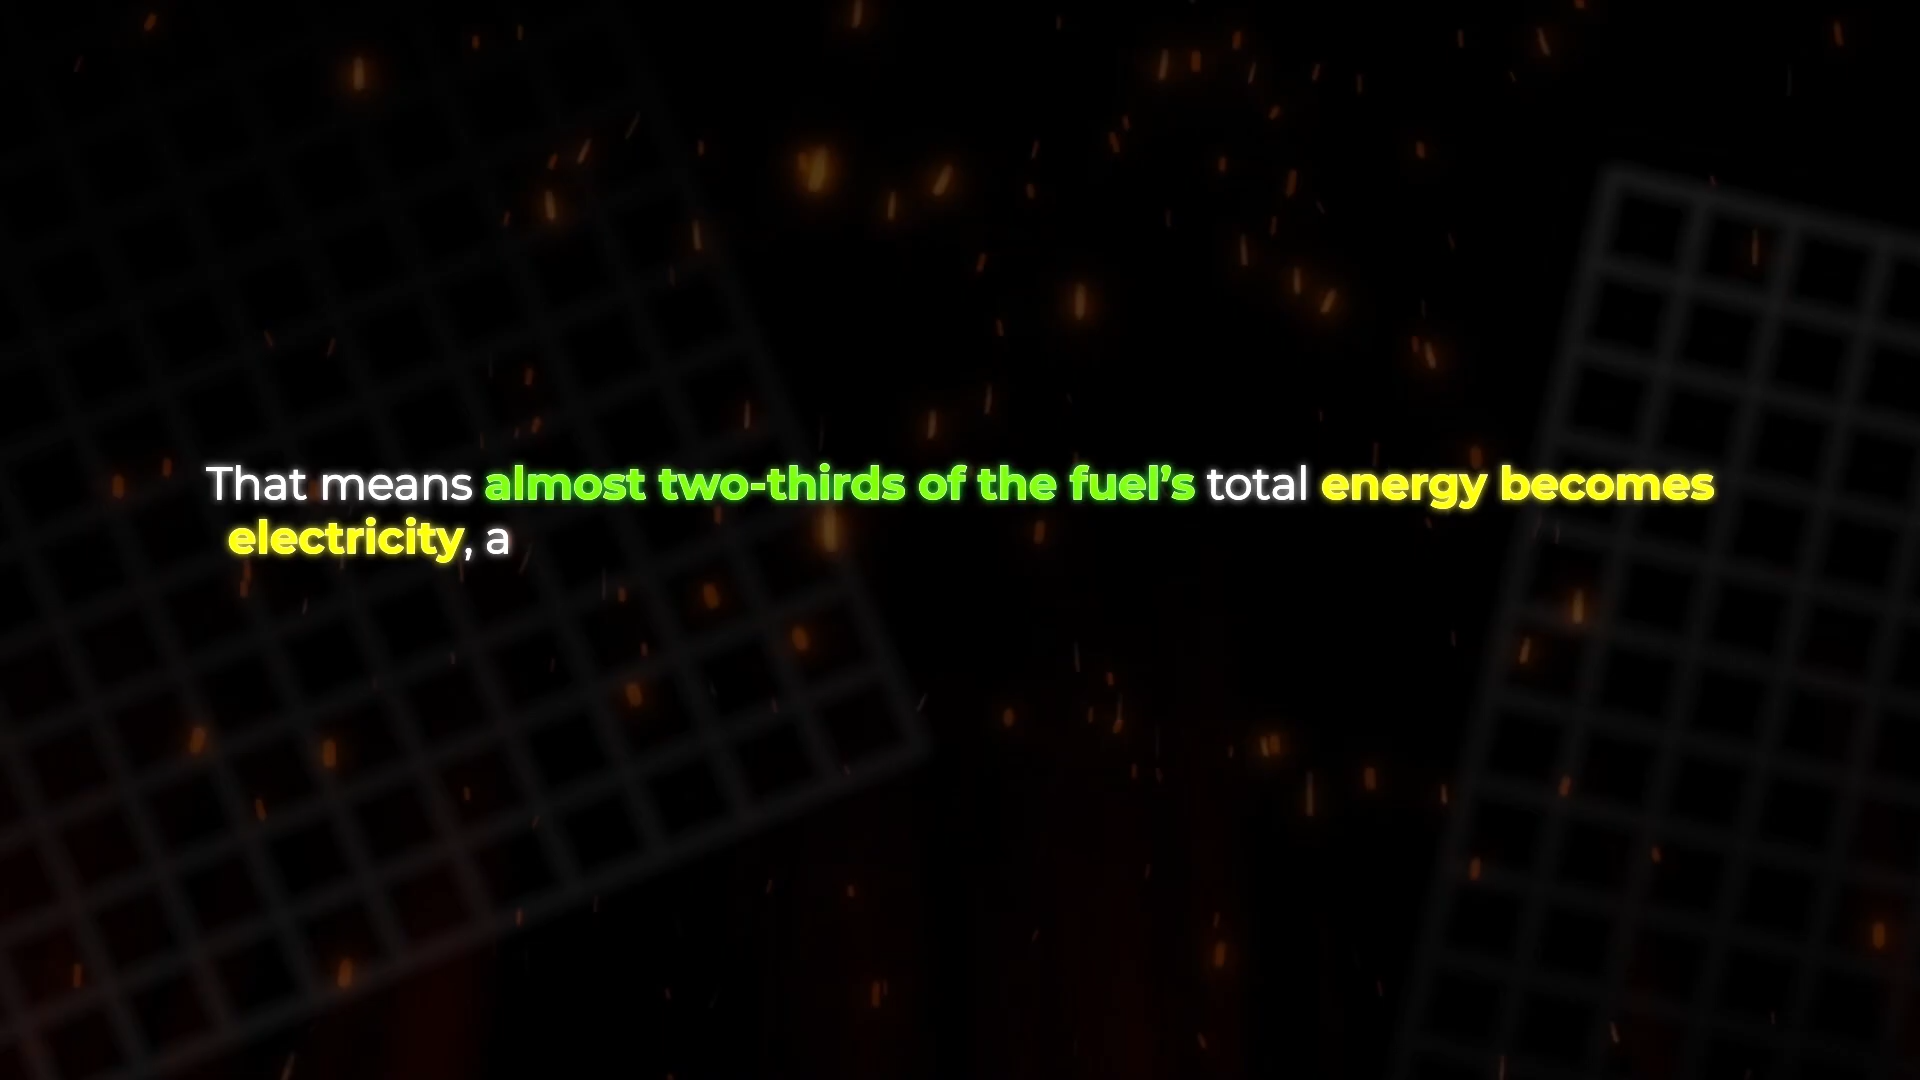 That means almost two-thirds of the fuel’s total energy becomes
electricity, a